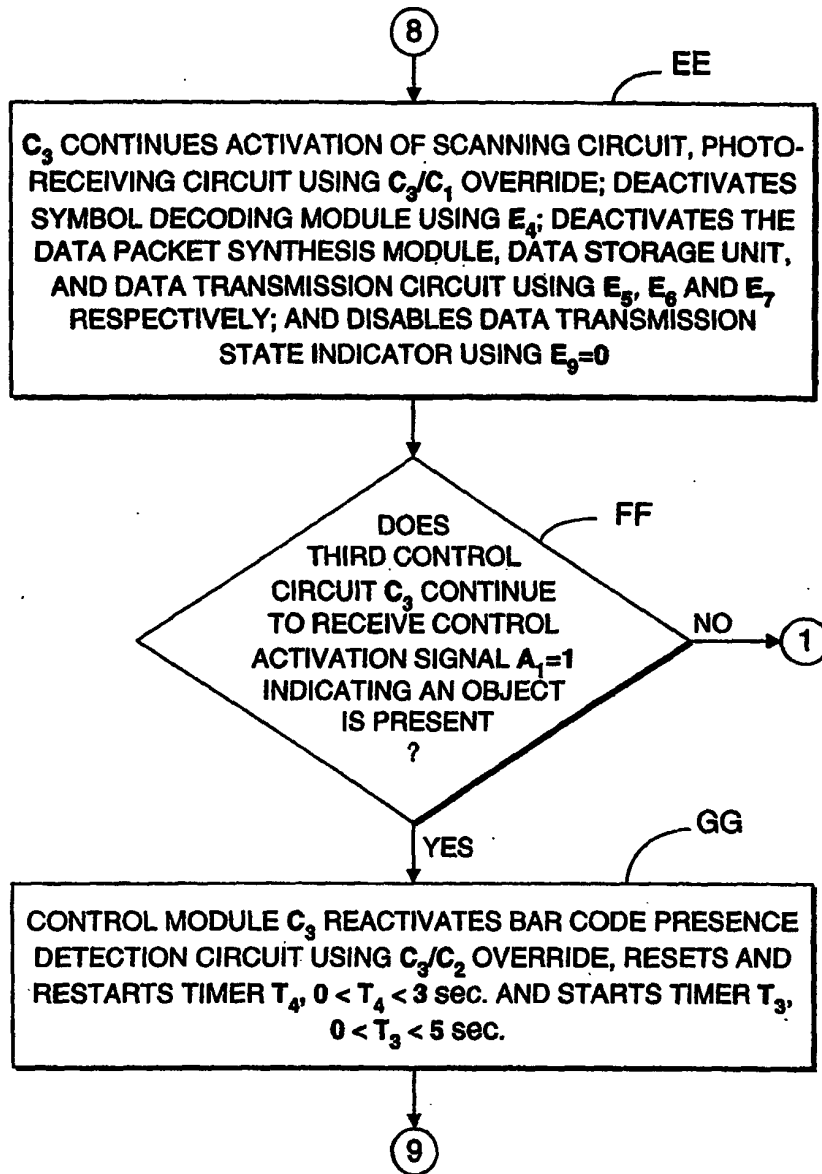 8
EE
C₃ CONTINUES ACTIVATION OF SCANNING CIRCUIT, PHOTO-
RECEIVING CIRCUIT USING C₃/C₁ OVERRIDE; DEACTIVATES
SYMBOL DECODING MODULE USING E₄; DEACTIVATES THE
DATA PACKET SYNTHESIS MODULE, DATA STORAGE UNIT,
AND DATA TRANSMISSION CIRCUIT USING E₅, E₆ AND E₇
RESPECTIVELY; AND DISABLES DATA TRANSMISSION
STATE INDICATOR USING E₉=0
FF
DOES
THIRD CONTROL
CIRCUIT C₃ CONTINUE
TO RECEIVE CONTROL
ACTIVATION SIGNAL A₁=1
INDICATING AN OBJECT
IS PRESENT
?
NO
1
YES
GG
CONTROL MODULE C₃ REACTIVATES BAR CODE PRESENCE
DETECTION CIRCUIT USING C₃/C₂ OVERRIDE, RESETS AND
RESTARTS TIMER T₄, 0 < T₄ < 3 sec. AND STARTS TIMER T₃,
0 < T₃ < 5 sec.
9